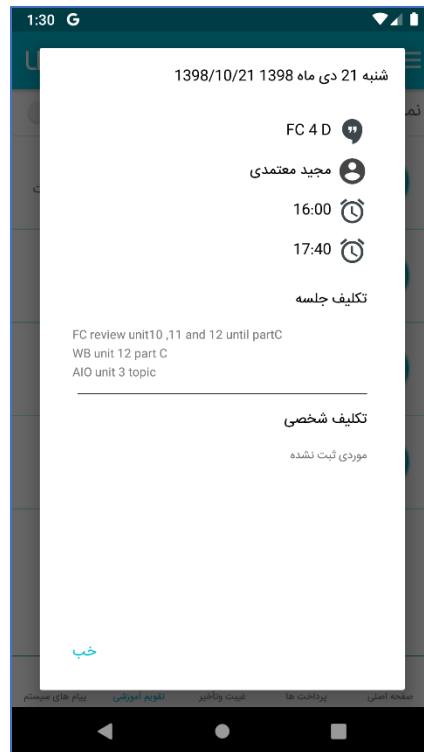 1:30 G
شنبه 21 دی ماه 1398 1398/10/21
FC 4 D
مجید معتمدی
16:00
17:40
تکلیف جلسه
FC review unit10 ,11 and 12 until partC
WB unit 12 part C
AIO unit 3 topic
تکلیف شخصی
موردی ثبت نشده
خب
صفحه اصلی
پرداخت ها
غیبت وتأخیر
تقویم آموزشی
پیام های سیستم